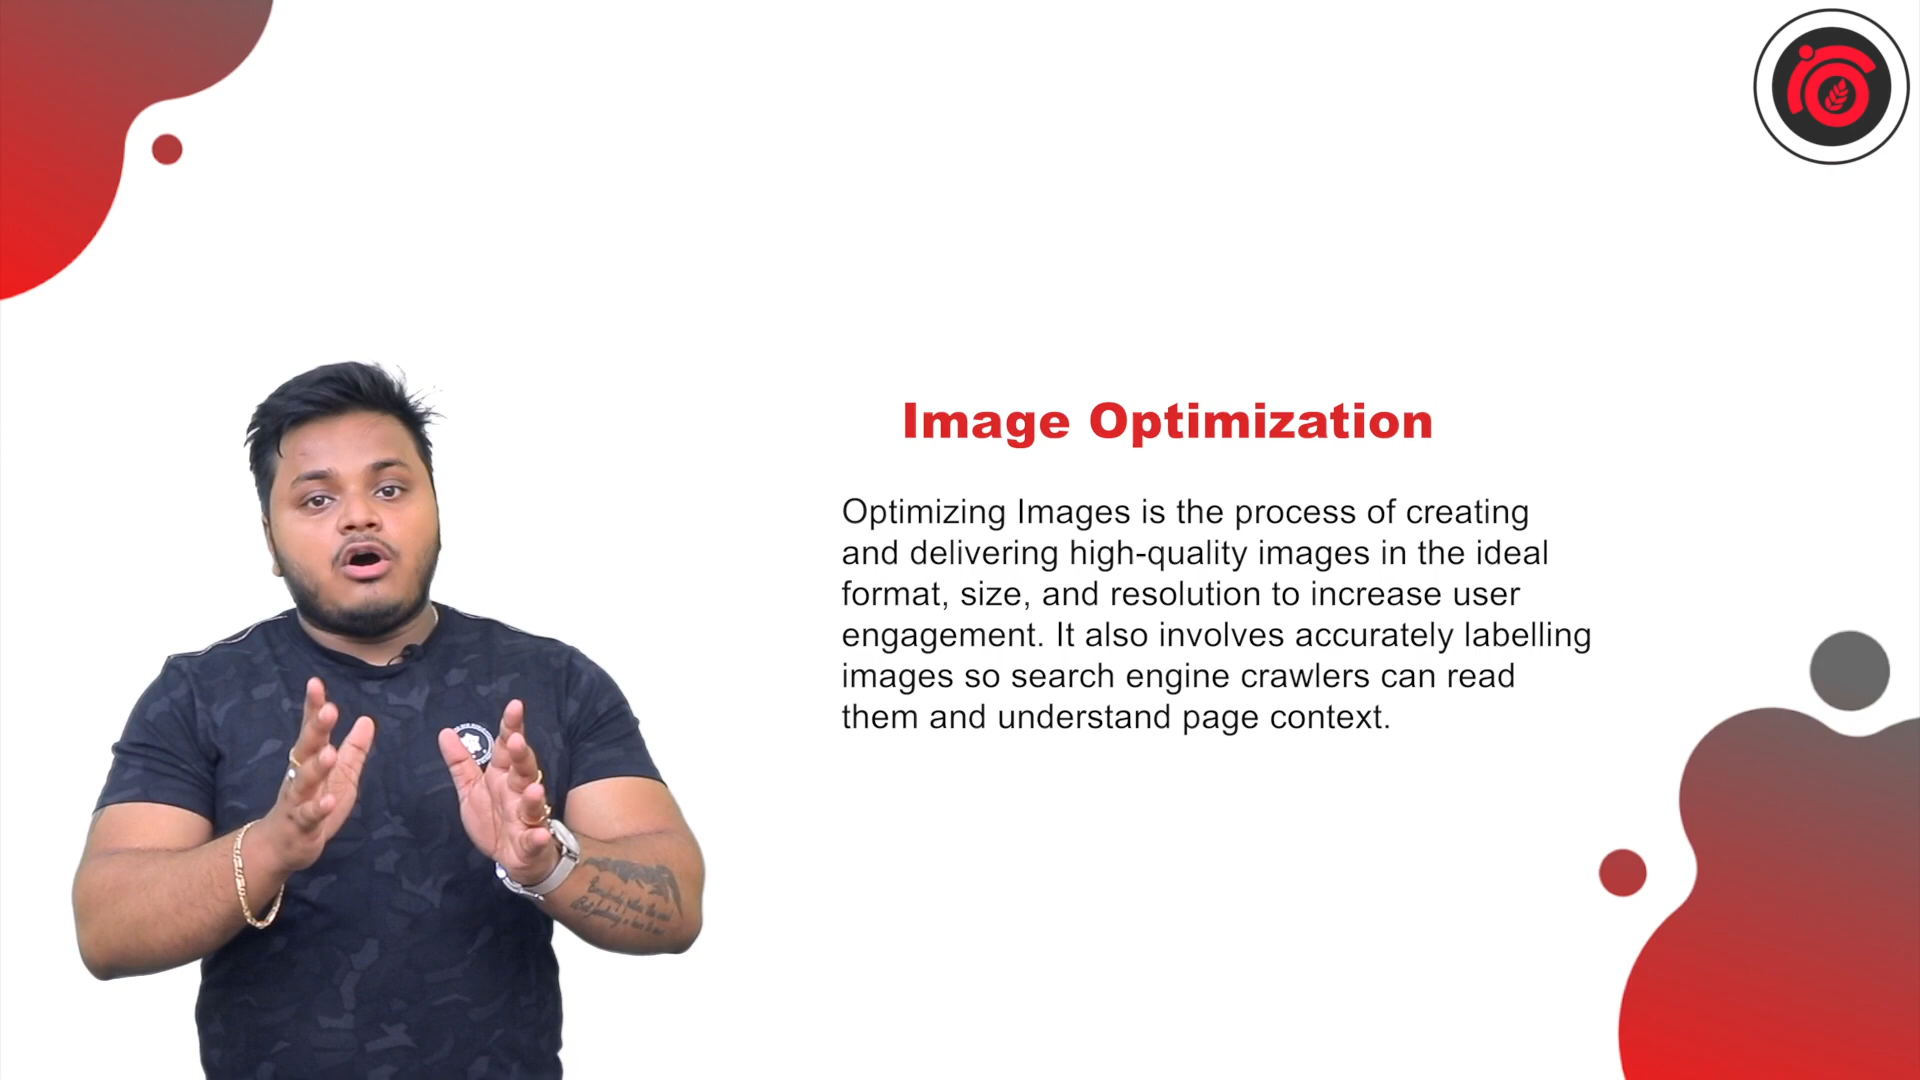 Image Optimization
Optimizing Images is the process of creating
and delivering high-quality images in the ideal
format, size, and resolution to increase user
engagement. It also involves accurately labelling
images so search engine crawlers can read
them and understand page context.